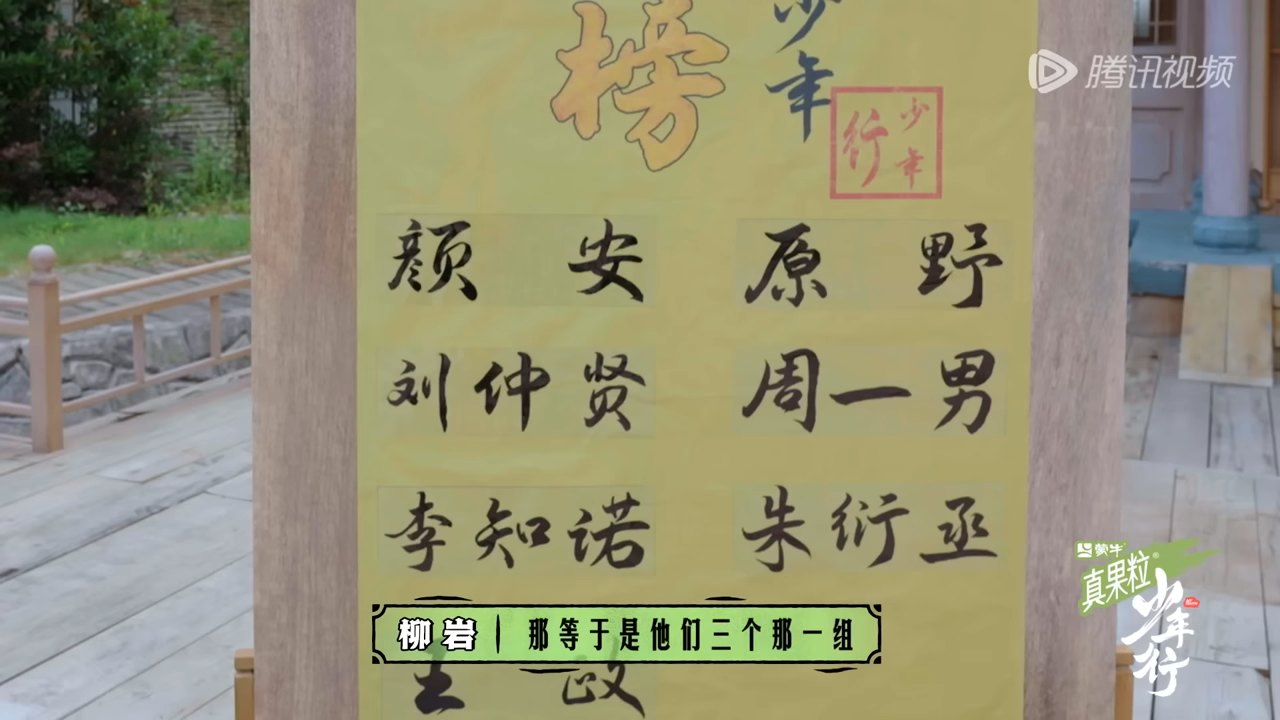 榜
少年
少年行
腾讯视频
颜安 原野
刘仲贤 周一男
李知诺 朱衍丞
柳岩 | 那等于是他们三个那一组
政
蒙牛
真果粒®
少年行